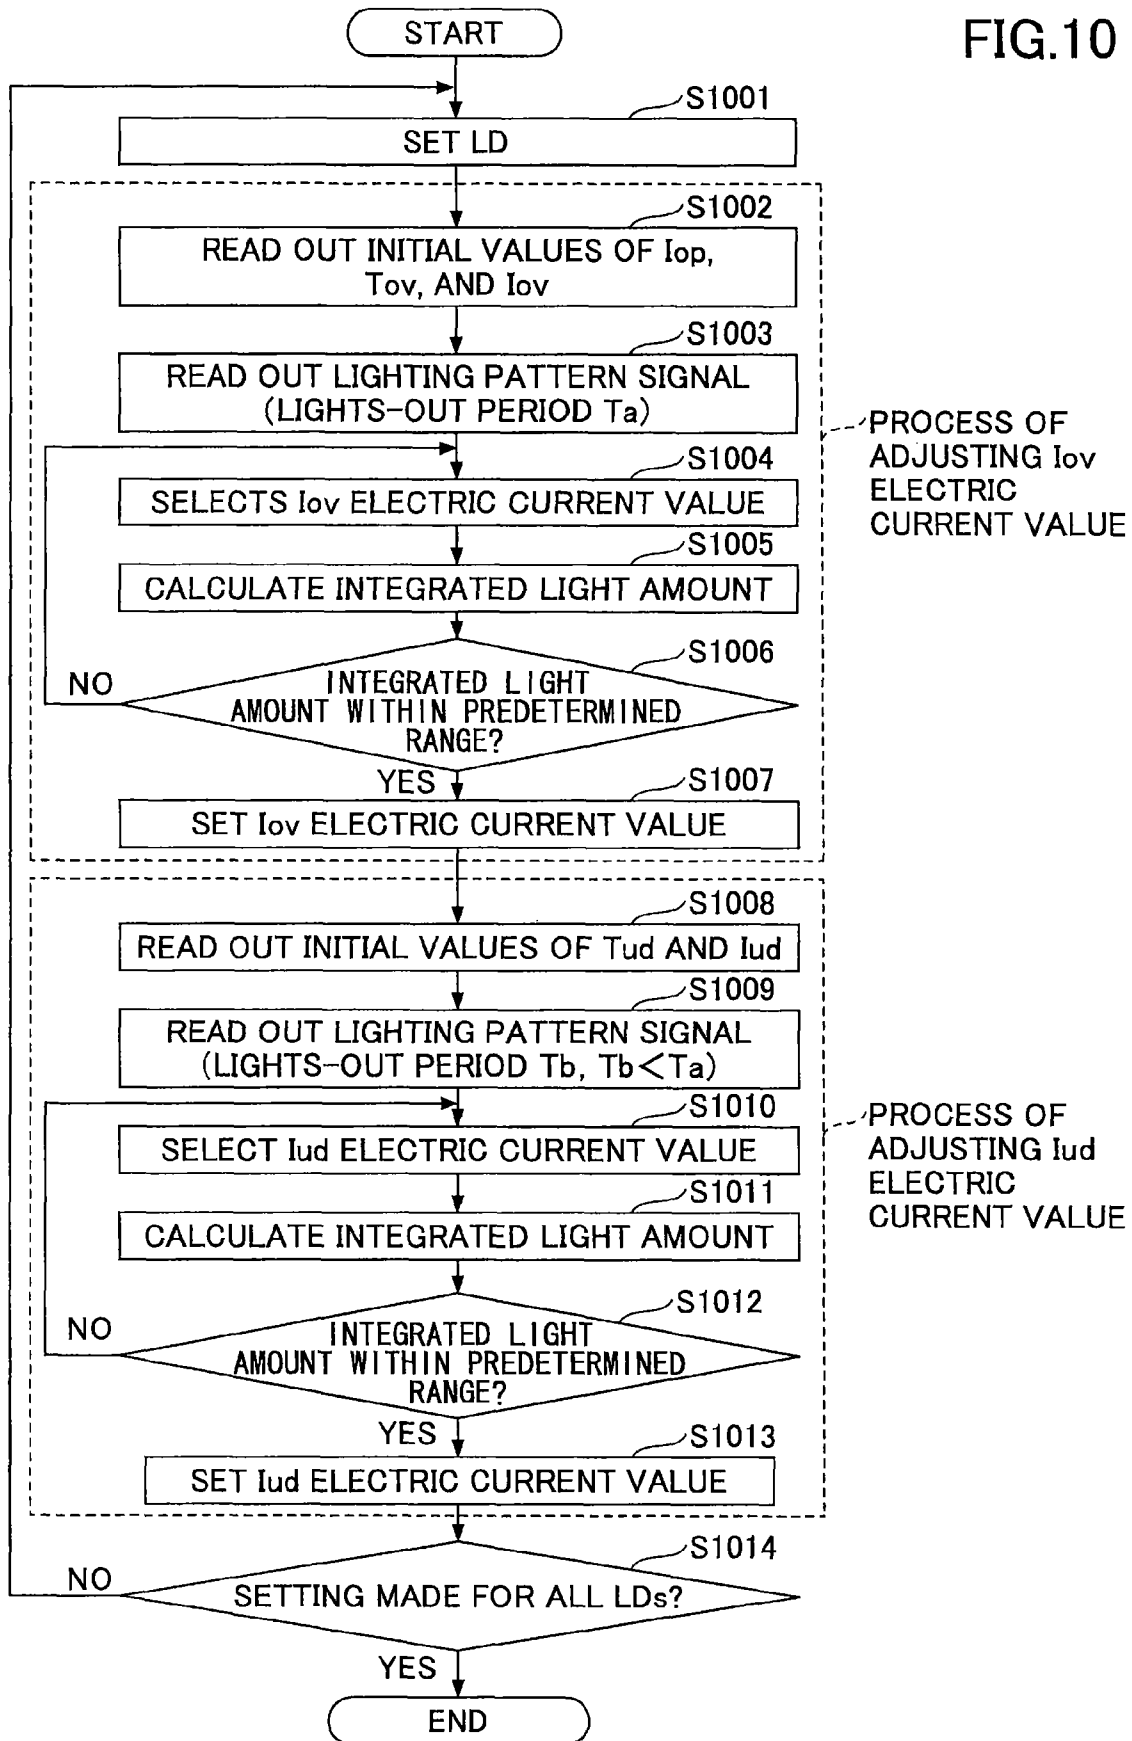 FIG.10
START
S1001
SET LD
S1002
READ OUT INITIAL VALUES OF Iop,
Tov, AND Iov
S1003
READ OUT LIGHTING PATTERN SIGNAL
(LIGHTS-OUT PERIOD Ta)
PROCESS OF
ADJUSTING Iov
ELECTRIC
CURRENT VALUE
S1004
SELECTS Iov ELECTRIC CURRENT VALUE
S1005
CALCULATE INTEGRATED LIGHT AMOUNT
S1006
NO
INTEGRATED LIGHT
AMOUNT WITHIN PREDETERMINED
RANGE?
YES
S1007
SET Iov ELECTRIC CURRENT VALUE
S1008
READ OUT INITIAL VALUES OF Tud AND Iud
S1009
READ OUT LIGHTING PATTERN SIGNAL
(LIGHTS-OUT PERIOD Tb, Tb<Ta)
PROCESS OF
ADJUSTING Iud
ELECTRIC
CURRENT VALUE
S1010
SELECT Iud ELECTRIC CURRENT VALUE
S1011
CALCULATE INTEGRATED LIGHT AMOUNT
S1012
NO
INTEGRATED LIGHT
AMOUNT WITHIN PREDETERMINED
RANGE?
YES
S1013
SET Iud ELECTRIC CURRENT VALUE
S1014
NO
SETTING MADE FOR ALL LDs?
YES
END